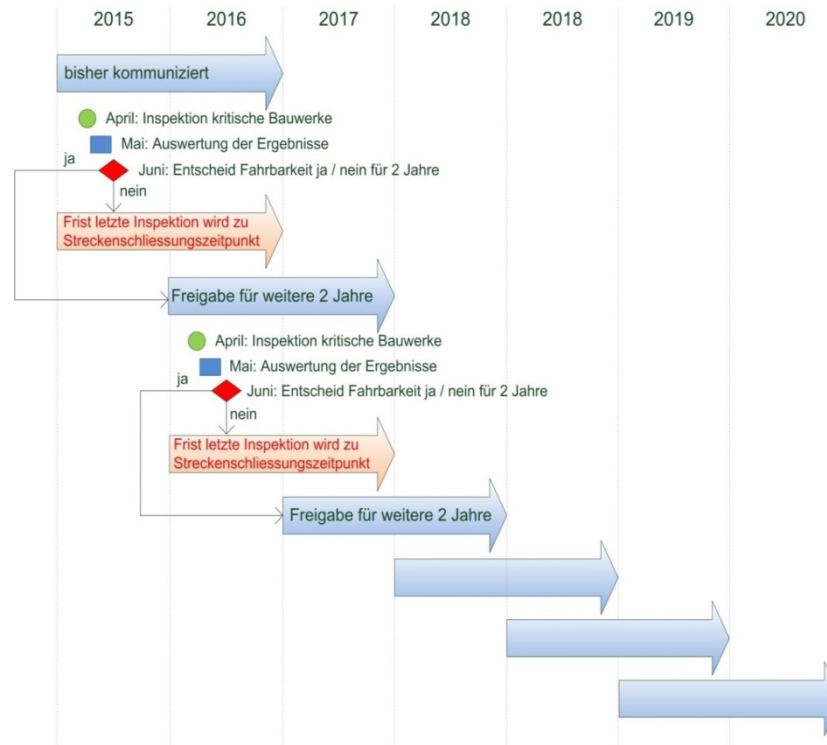 2015 2016 2017 2018 2018 2019 2020
bisher kommuniziert
April: Inspektion kritische Bauwerke
Mai: Auswertung der Ergebnisse
ja
Juni: Entscheid Fahrbarkeit ja / nein für 2 Jahre
nein
Frist letzte Inspektion wird zu
Streckenschliessungszeitpunkt
Freigabe für weitere 2 Jahre
April: Inspektion kritische Bauwerke
Mai: Auswertung der Ergebnisse
ja
Juni: Entscheid Fahrbarkeit ja / nein für 2 Jahre
nein
Frist letzte Inspektion wird zu
Streckenschliessungszeitpunkt
Freigabe für weitere 2 Jahre